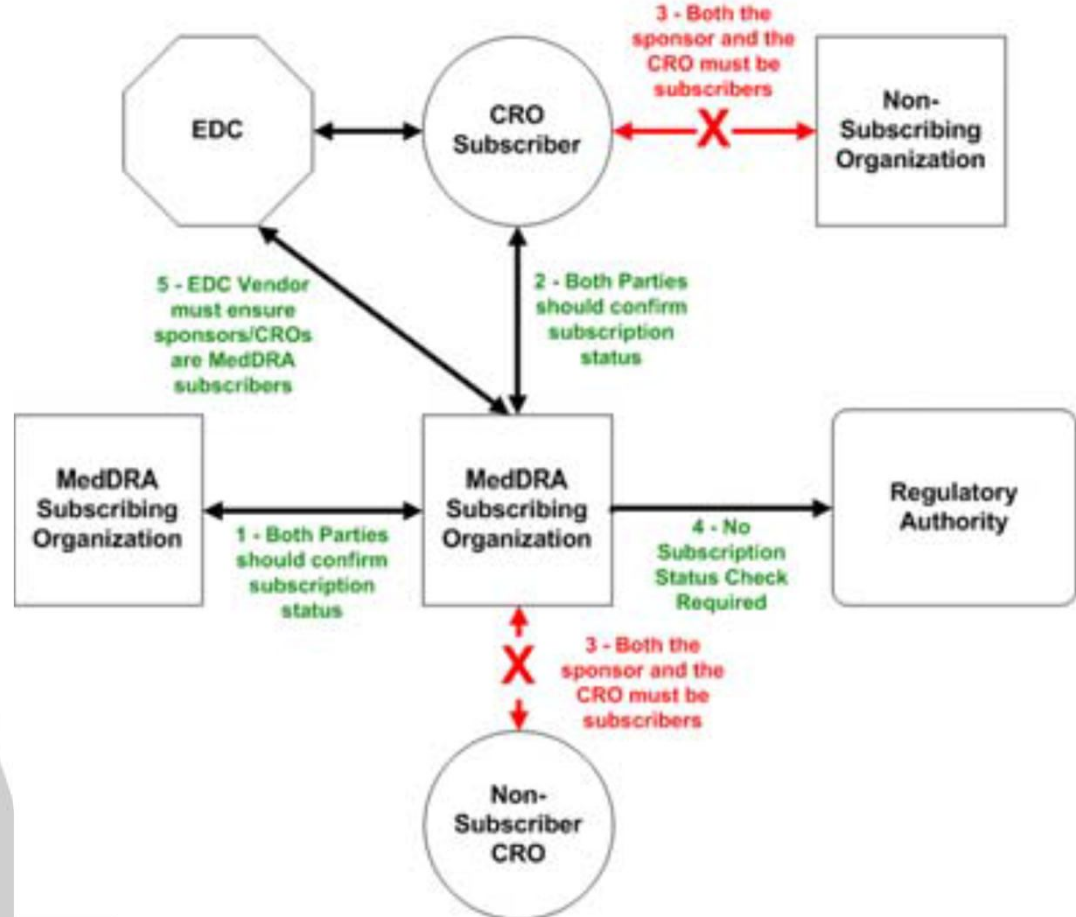 3 - Both the
sponsor and the
CRO must be
subscribers
EDC
CRO
Subscriber
X
Non-
Subscribing
Organization
5 - EDC Vendor
must ensure
sponsors/CROs
are MedDRA
subscribers
2 - Both Parties
should confirm
subscription
status
MedDRA
Subscribing
Organization
1 - Both Parties
should confirm
subscription
status
MedDRA
Subscribing
Organization
4 - No
Subscription
Status Check
Required
Regulatory
Authority
X
3 - Both the
sponsor and the
CRO must be
subscribers
Non-
Subscriber
CRO